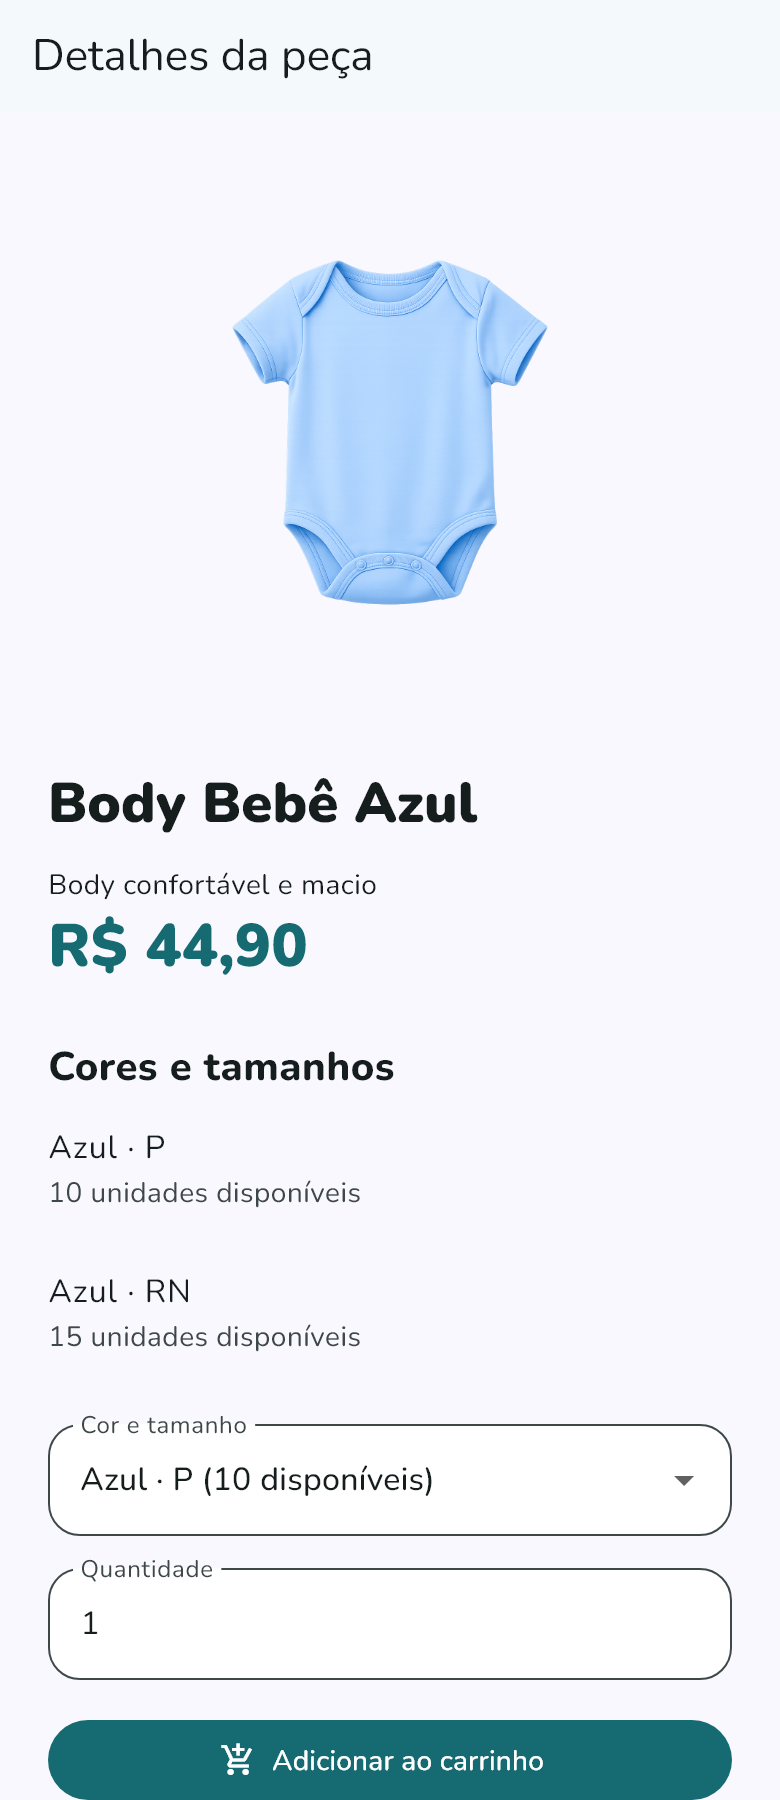 Detalhes da peça
Body Bebê Azul
Body confortável e macio
R$ 44,90
Cores e tamanhos
Azul · P
10 unidades disponíveis
Azul · RN
15 unidades disponíveis
Cor e tamanho
Azul · P (10 disponíveis)
Quantidade
1
Adicionar ao carrinho